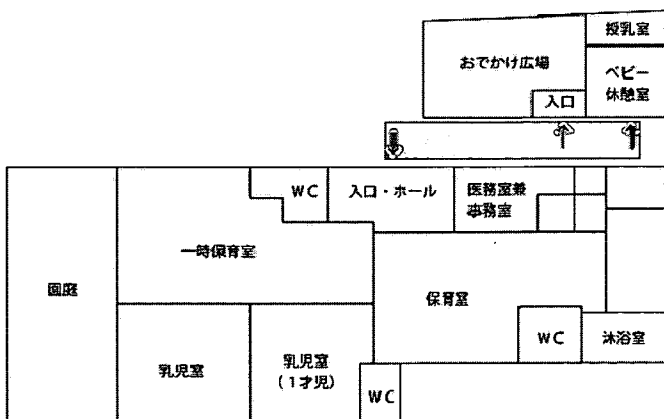 授乳室
おでかけ広場
ベビー
休憩室
入口
WC
入口・ホール
医務室兼
事務室
一時保育室
園庭
保育室
WC
沐浴室
乳児室
乳児室
(1才児)
WC